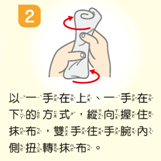 2
以一手在上、一手在
下的方式，縱向握住
抹布，雙手往手腕內
側扭轉抹布。